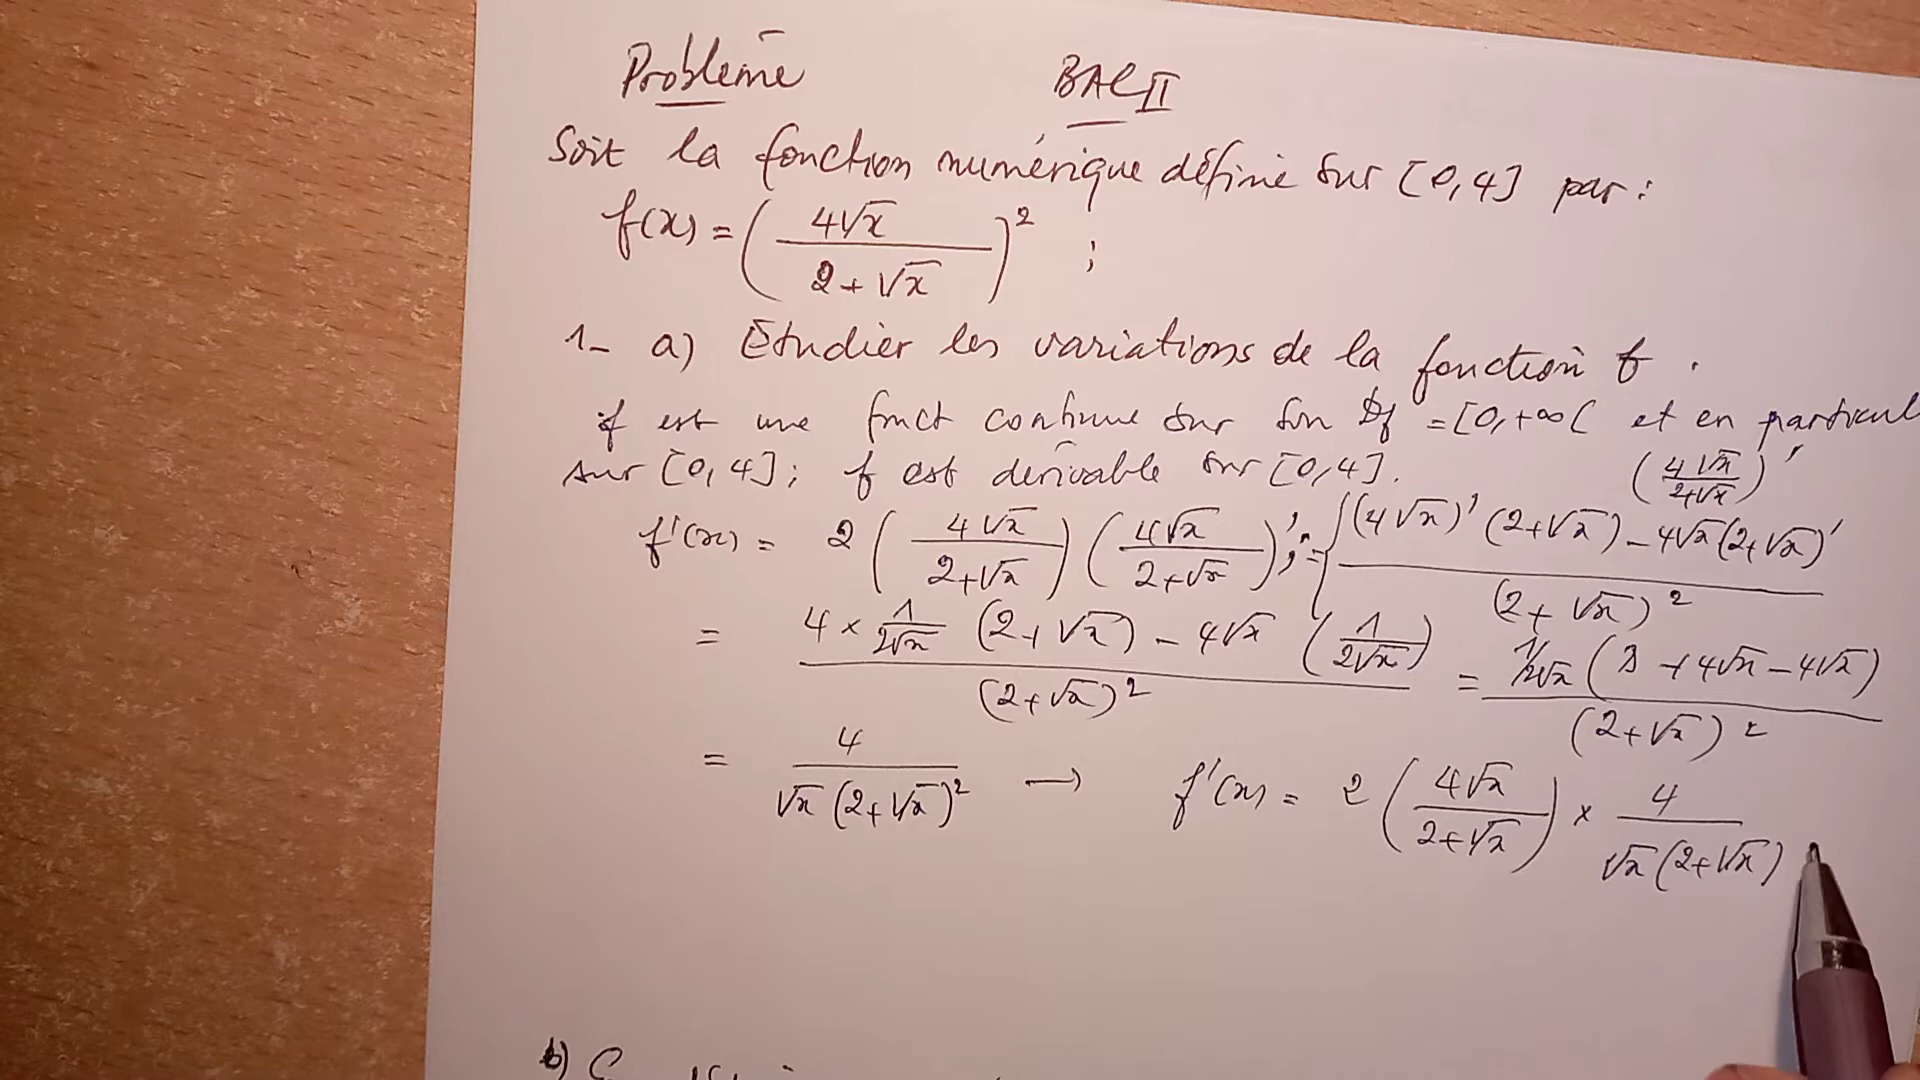 Problème BAC II
Soit la fonction numérique définie sur [0,4] par :
f(x) = (4√x / (2+√x))² ;
1- a) Etudier les variations de la fonction f .
f est une fnct continue sur son Df = [0,+∞[ et en particul
sur [0,4] ; f est dérivable sur [0,4]. (4√x / (2+√x))'
f'(x) = 2 (4√x / (2+√x)) (4√x / (2+√x))' ; = { ((4√x)' (2+√x) - 4√x (2+√x)') / (2+√x)²
= (4 × 1/(2√x) (2+√x) - 4√x (1/(2√x))) / (2+√x)² = (1/2√x (8 + 4√x - 4√x)) / (2+√x)²
= 4 / (√x (2+√x)²) → f'(x) = 2 (4√x / (2+√x)) × 4 / (√x (2+√x)
b)